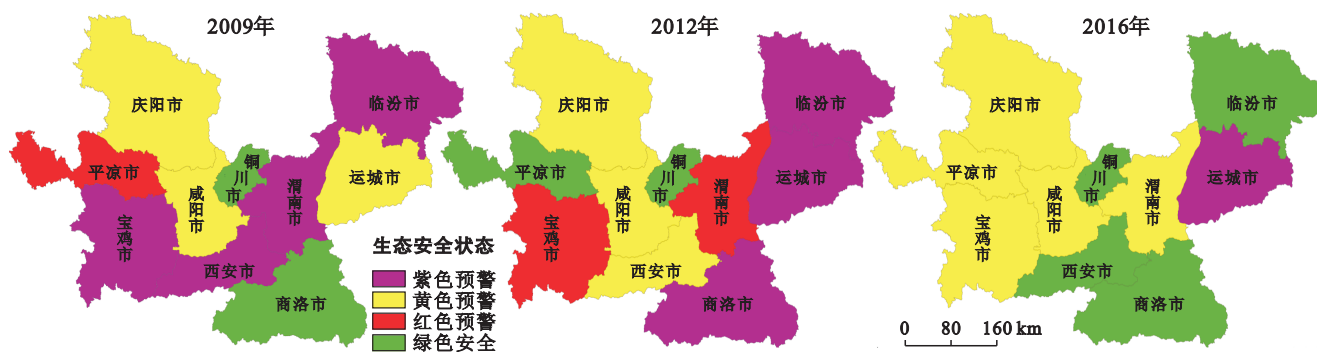 2009年
庆阳市
临汾市
平凉市
铜川市
咸阳市
渭南市
运城市
宝鸡市
西安市
商洛市
生态安全状态
紫色预警
黄色预警
红色预警
绿色安全
2012年
庆阳市
临汾市
平凉市
铜川市
咸阳市
渭南市
运城市
宝鸡市
西安市
商洛市
2016年
庆阳市
临汾市
平凉市
铜川市
咸阳市
渭南市
运城市
宝鸡市
西安市
商洛市
0 80 160 km